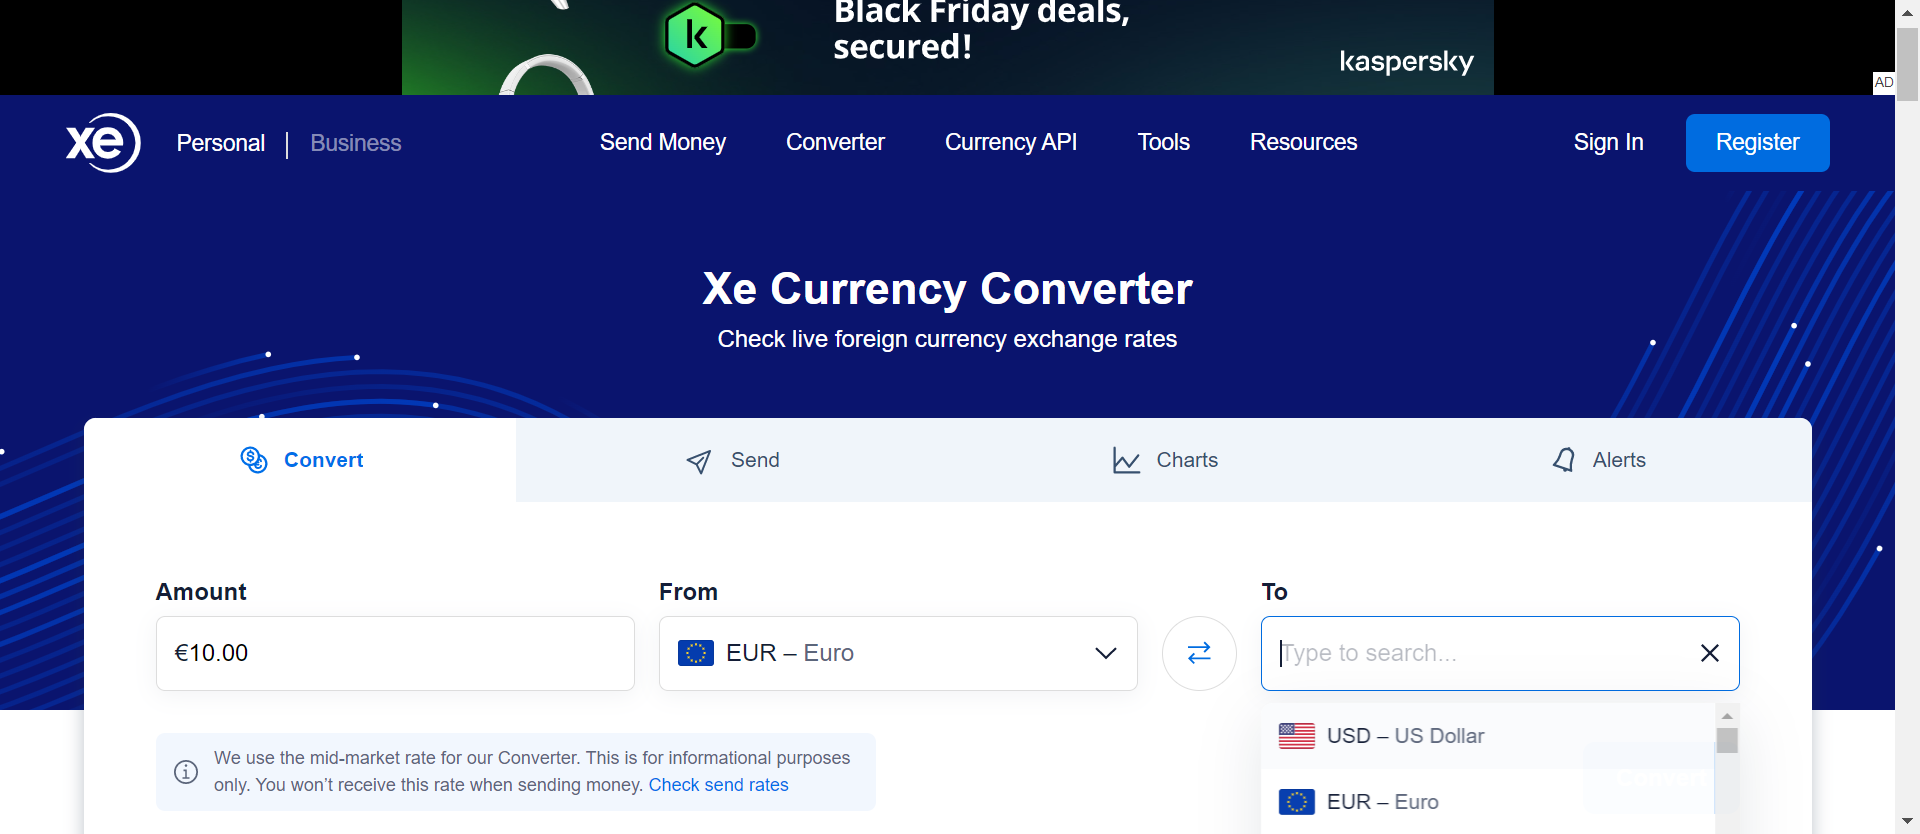 Black Friday deals,
secured!
kaspersky
AD
xe Personal | Business Send Money Converter Currency API Tools Resources Sign In Register
Xe Currency Converter
Check live foreign currency exchange rates
Convert Send Charts Alerts
Amount From To
€10.00 EUR – Euro Type to search...
We use the mid-market rate for our Converter. This is for informational purposes
only. You won’t receive this rate when sending money. Check send rates
USD – US Dollar
EUR – Euro